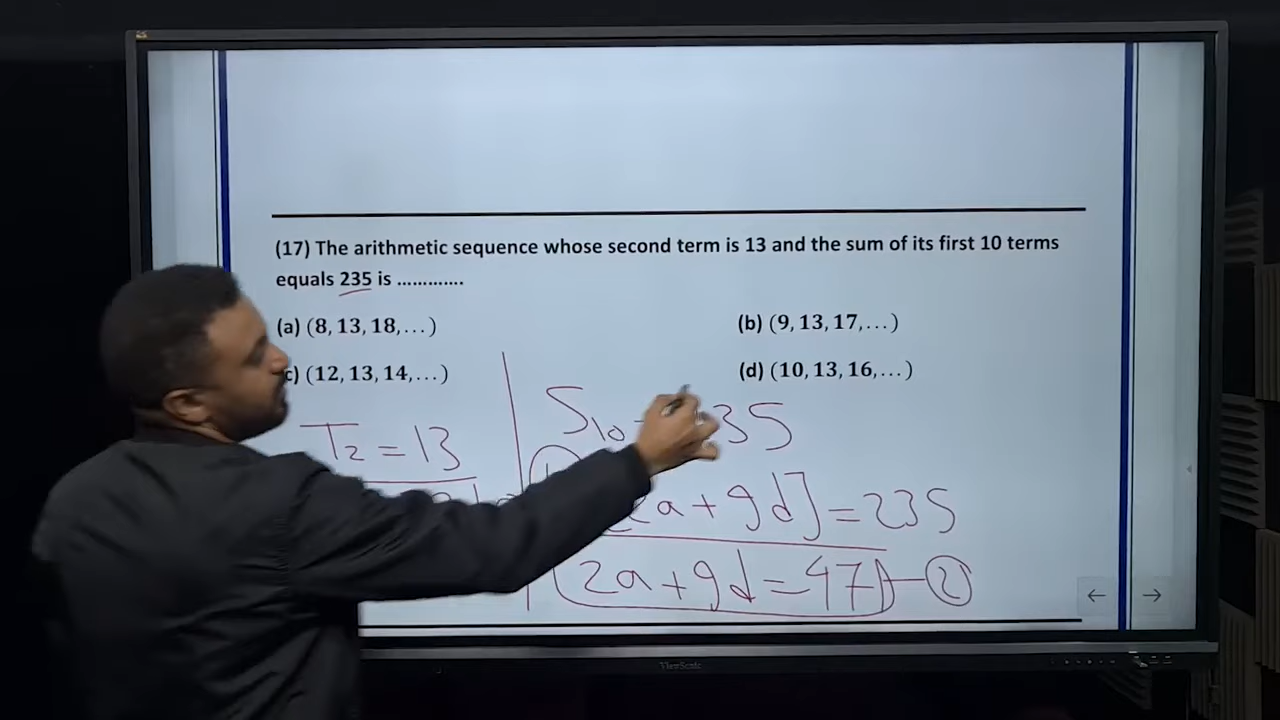 (17) The arithmetic sequence whose second term is 13 and the sum of its first 10 terms
equals 235 is .............
(a) (8, 13, 18, ... )
(b) (9, 13, 17, ... )
c) (12, 13, 14, ... )
(d) (10, 13, 16, ... )
T₂ = 13
S₁₀ 35
2a + 9d] = 235
(2a + 9d = 47) — ②
← →
ViewSonic